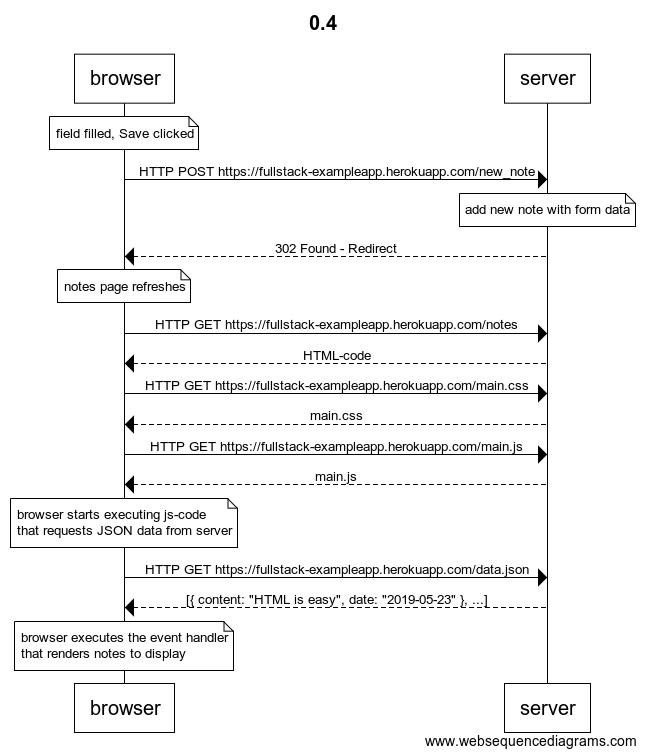 0.4
browser
server
field filled, Save clicked
HTTP POST https://fullstack-exampleapp.herokuapp.com/new_note
add new note with form data
302 Found - Redirect
notes page refreshes
HTTP GET https://fullstack-exampleapp.herokuapp.com/notes
HTML-code
HTTP GET https://fullstack-exampleapp.herokuapp.com/main.css
main.css
HTTP GET https://fullstack-exampleapp.herokuapp.com/main.js
main.js
browser starts executing js-code
that requests JSON data from server
HTTP GET https://fullstack-exampleapp.herokuapp.com/data.json
[{ content: "HTML is easy", date: "2019-05-23" }, ...]
browser executes the event handler
that renders notes to display
browser
server
www.websequencediagrams.com